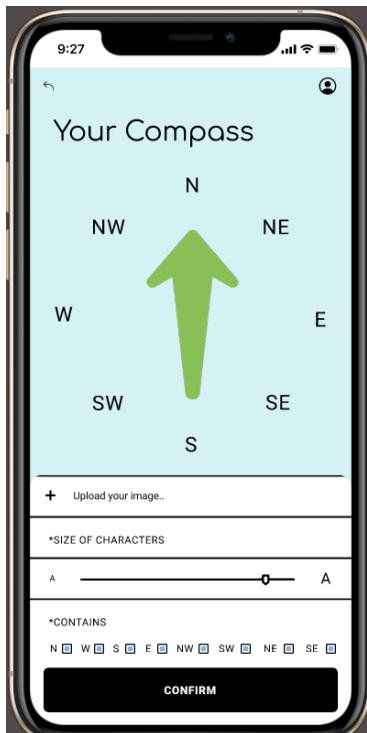 9:27
Your Compass
N
NW NE
W E
SW SE
S
+ Upload your image..
*SIZE OF CHARACTERS
A A
*CONTAINS
N W S E NW SW NE SE
CONFIRM